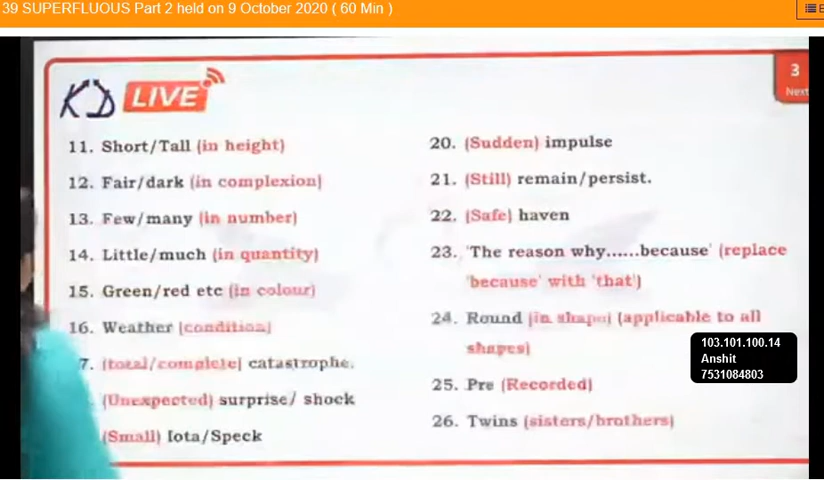 39 SUPERFLUOUS Part 2 held on 9 October 2020 ( 60 Min )
E
KD LIVE
3
Next
11. Short/Tall (in height)
12. Fair/dark (in complexion)
13. Few/many (in number)
14. Little/much (in quantity)
15. Green/red etc (in colour)
16. Weather (condition)
7. (total/complete) catastrophe.
(Unexpected) surprise/ shock
(Small) Iota/Speck
20. (Sudden) impulse
21. (Still) remain/persist.
22. (Safe) haven
23. 'The reason why......because' (replace
'because' with 'that')
24. Round (in shape) (applicable to all
shapes)
25. Pre (Recorded)
26. Twins (sisters/brothers)
103.101.100.14
Anshit
7531084803